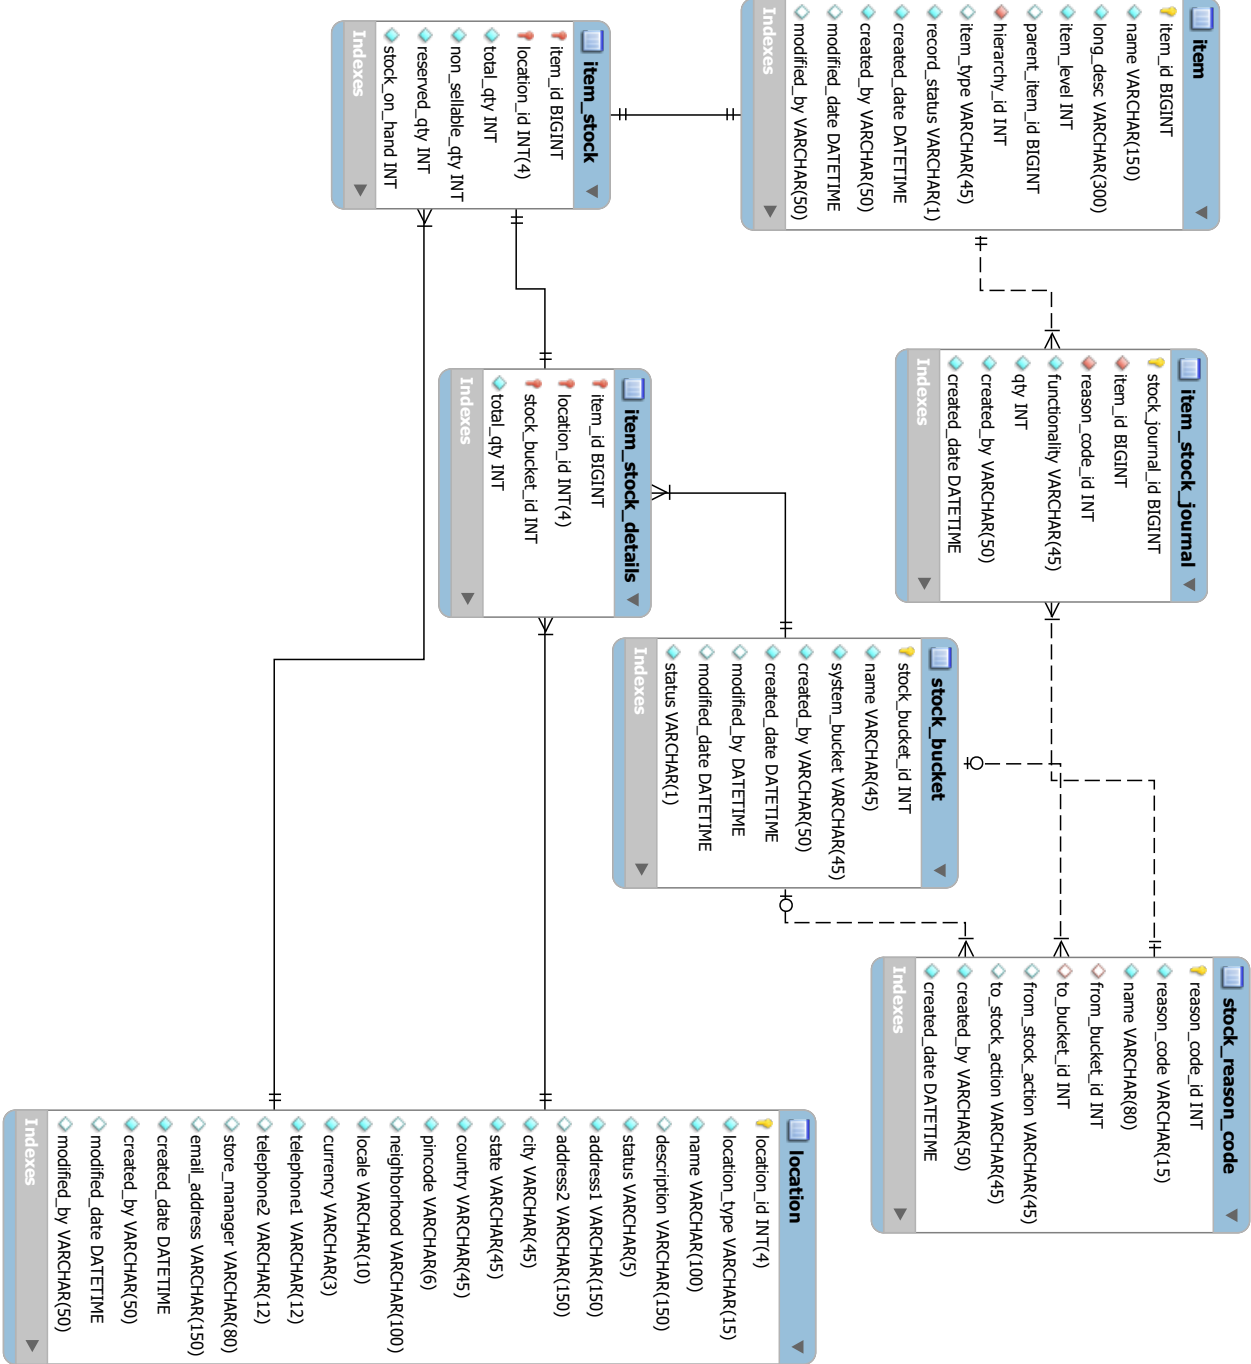 item
item_id BIGINT
name VARCHAR(150)
long_desc VARCHAR(300)
item_level INT
parent_item_id BIGINT
hierarchy_id INT
item_type VARCHAR(45)
record_status VARCHAR(1)
created_date DATETIME
created_by VARCHAR(50)
modified_date DATETIME
modified_by VARCHAR(50)
Indexes
item_stock_journal
stock_journal_id BIGINT
item_id BIGINT
reason_code_id INT
functionality VARCHAR(45)
qty INT
created_by VARCHAR(50)
created_date DATETIME
Indexes
stock_reason_code
reason_code_id INT
reason_code VARCHAR(15)
name VARCHAR(80)
from_bucket_id INT
to_bucket_id INT
from_stock_action VARCHAR(45)
to_stock_action VARCHAR(45)
created_by VARCHAR(50)
created_date DATETIME
Indexes
stock_bucket
stock_bucket_id INT
name VARCHAR(45)
system_bucket VARCHAR(45)
created_by VARCHAR(50)
created_date DATETIME
modified_by DATETIME
modified_date DATETIME
status VARCHAR(1)
Indexes
item_stock
item_id BIGINT
location_id INT(4)
total_qty INT
non_sellable_qty INT
reserved_qty INT
stock_on_hand INT
Indexes
item_stock_details
item_id BIGINT
location_id INT(4)
stock_bucket_id INT
total_qty INT
Indexes
location
location_id INT(4)
location_type VARCHAR(15)
name VARCHAR(100)
description VARCHAR(150)
status VARCHAR(5)
address1 VARCHAR(150)
address2 VARCHAR(150)
city VARCHAR(45)
state VARCHAR(45)
country VARCHAR(45)
pincode VARCHAR(6)
neighborhood VARCHAR(100)
locale VARCHAR(10)
currency VARCHAR(3)
telephone1 VARCHAR(12)
telephone2 VARCHAR(12)
store_manager VARCHAR(80)
email_address VARCHAR(150)
created_date DATETIME
created_by VARCHAR(50)
modified_date DATETIME
modified_by VARCHAR(50)
Indexes